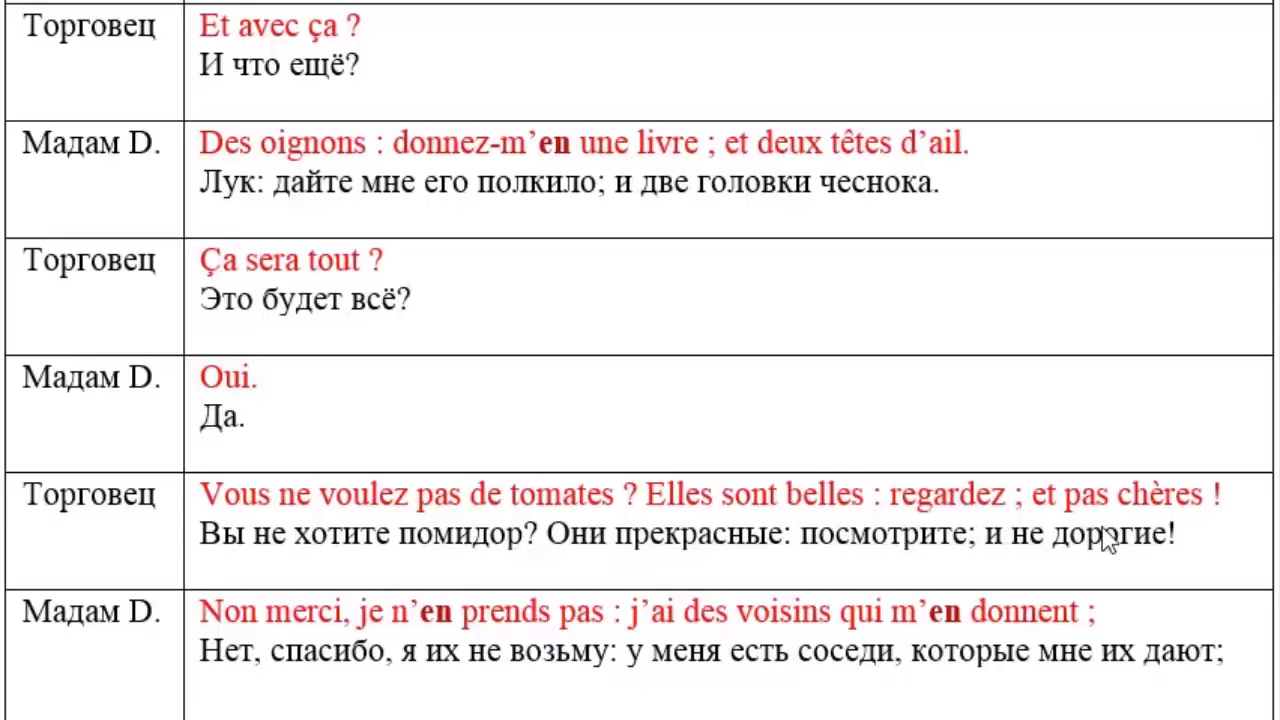 Торговец
Et avec ça ?
И что ещё?
Мадам D.
Des oignons : donnez-m’en une livre ; et deux têtes d’ail.
Лук: дайте мне его полкило; и две головки чеснока.
Торговец
Ça sera tout ?
Это будет всё?
Мадам D.
Oui.
Да.
Торговец
Vous ne voulez pas de tomates ? Elles sont belles : regardez ; et pas chères !
Вы не хотите помидор? Они прекрасные: посмотрите; и не дорогие!
Мадам D.
Non merci, je n’en prends pas : j’ai des voisins qui m’en donnent ;
Нет, спасибо, я их не возьму: у меня есть соседи, которые мне их дают;